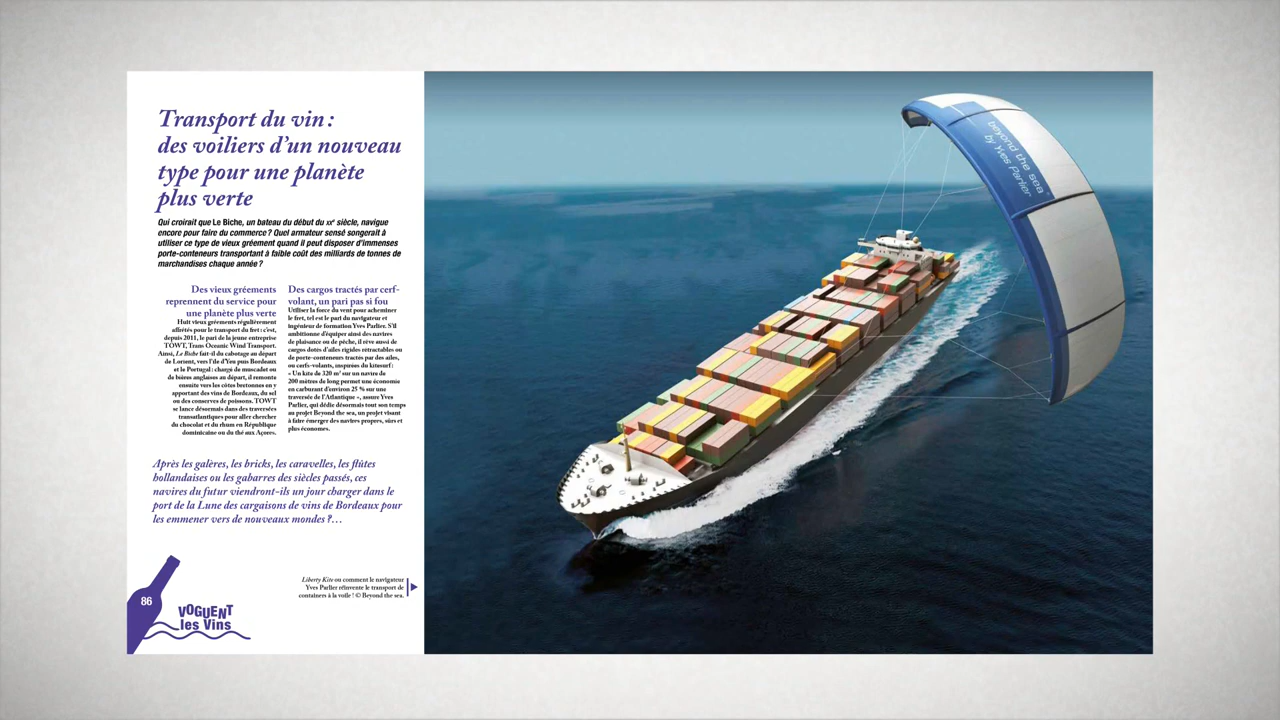 Transport du vin :
des voiliers d’un nouveau
type pour une planète
plus verte
Qui croirait que Le Biche, un bateau du début du xxe siècle, navigue
encore pour faire du commerce ? Quel armateur sensé songerait à
utiliser ce type de vieux gréement quand il peut disposer d’immenses
porte-conteneurs transportant à faible coût des milliards de tonnes de
marchandises chaque année ?
Des vieux gréements
reprennent du service pour
une planète plus verte
Huit vieux gréements régulièrement
affrétés pour le transport du fret : c’est,
depuis 2011, le pari de la jeune entreprise
TOWT, Trans Oceanic Wind Transport.
Ainsi, Le Biche fait-il du cabotage au départ
de Lorient, vers l’île d’Yeu puis Bordeaux
et le Portugal : chargé de muscadet ou
de bières anglaises au départ, il remonte
ensuite vers les côtes bretonnes en y
apportant des vins de Bordeaux, du sel
ou des conserves de poissons. TOWT
se lance désormais dans des traversées
transatlantiques pour aller chercher
du chocolat et du rhum en République
dominicaine ou du thé aux Açores.
Des cargos tractés par cerf-
volant, un pari pas si fou
Utiliser la force du vent pour acheminer
le fret, tel est le pari du navigateur et
ingénieur de formation Yves Parlier. S’il
ambitionne d’équiper ainsi des navires
de plaisance ou de pêche, il rêve aussi de
cargos dotés d’ailes rigides rétractables ou
de porte-conteneurs tractés par des ailes,
ou cerfs-volants, inspirées du kitesurf :
« Un kite de 320 m² sur un navire de
200 mètres de long permet une économie
en carburant d’environ 25 % sur une
traversée de l’Atlantique », assure Yves
Parlier, qui dédie désormais tout son temps
au projet Beyond the sea, un projet visant
à faire émerger des navires propres, sûrs et
plus économes.
Après les galères, les bricks, les caravelles, les flûtes
hollandaises ou les gabarres des siècles passés, ces
navires du futur viendront-ils un jour charger dans le
port de la Lune des cargaisons de vins de Bordeaux pour
les emmener vers de nouveaux mondes ?…
Liberty Kite ou comment le navigateur
Yves Parlier réinvente le transport de
containers à la voile ! © Beyond the sea.
86
VOGUENT
les Vins
beyond the sea
by Yves Parlier